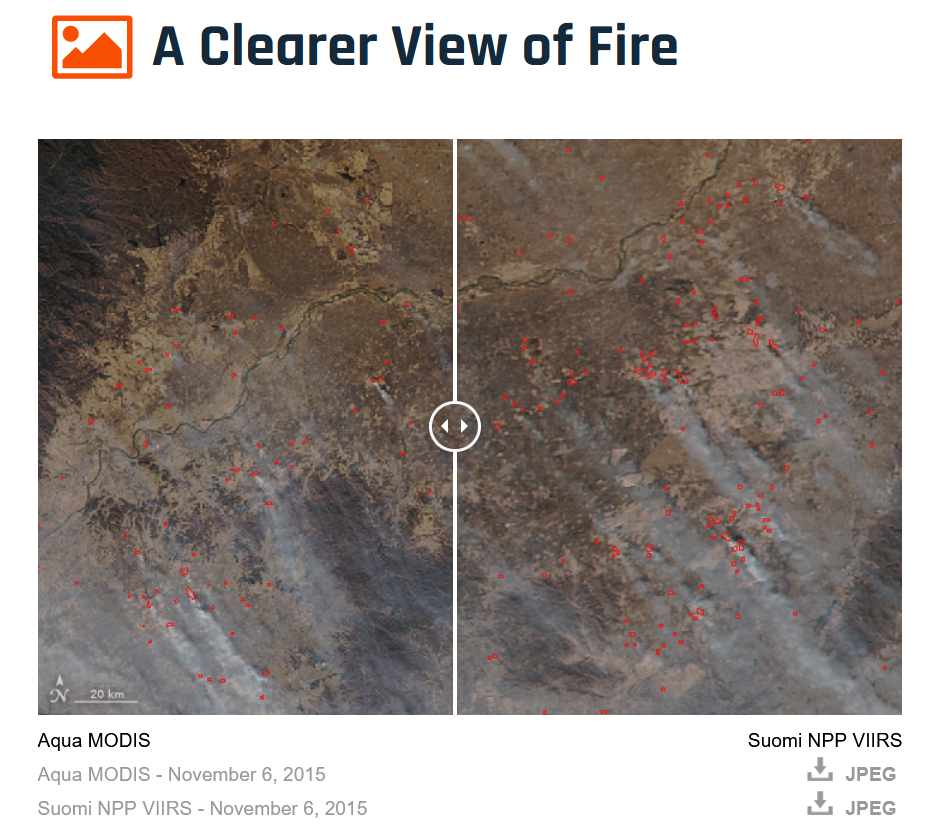 A Clearer View of Fire
N
20 km
Aqua MODIS
Suomi NPP VIIRS
Aqua MODIS - November 6, 2015
JPEG
Suomi NPP VIIRS - November 6, 2015
JPEG